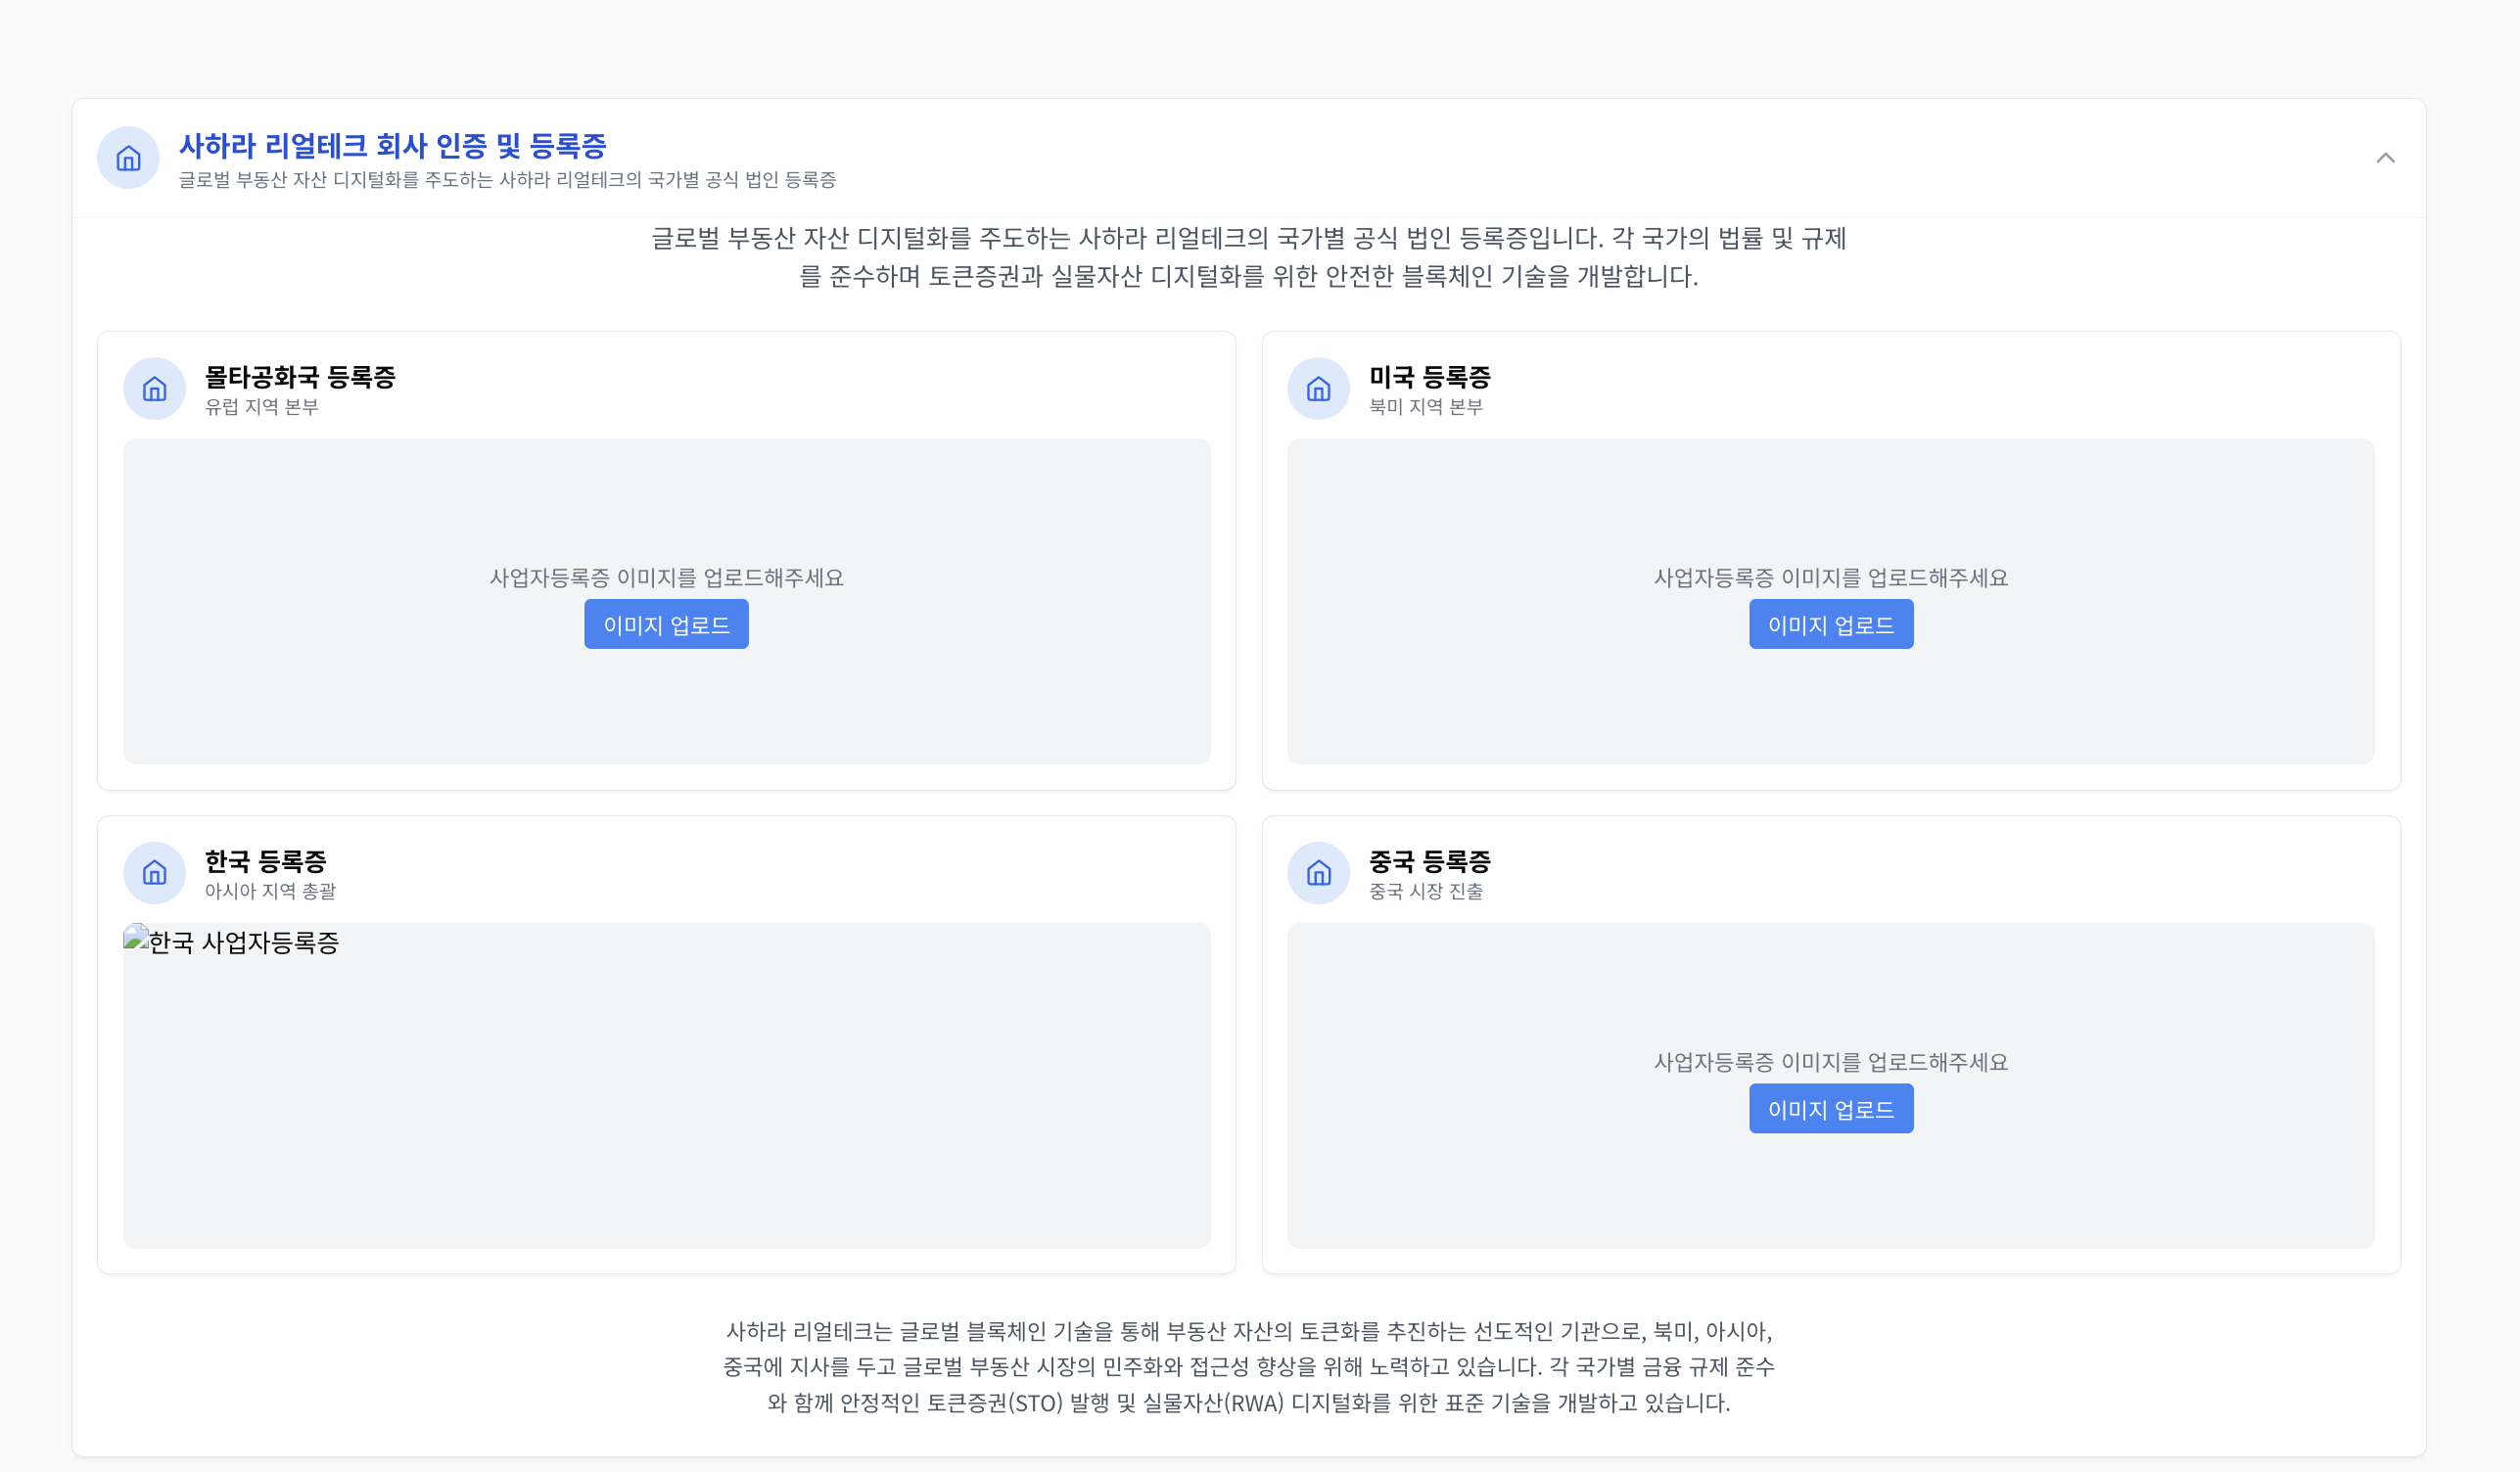 사하라 리얼테크 회사 인증 및 등록증
글로벌 부동산 자산 디지털화를 주도하는 사하라 리얼테크의 국가별 공식 법인 등록증
글로벌 부동산 자산 디지털화를 주도하는 사하라 리얼테크의 국가별 공식 법인 등록증입니다. 각 국가의 법률 및 규제
를 준수하며 토큰증권과 실물자산 디지털화를 위한 안전한 블록체인 기술을 개발합니다.
몰타공화국 등록증
유럽 지역 본부
사업자등록증 이미지를 업로드해주세요
이미지 업로드
미국 등록증
북미 지역 본부
사업자등록증 이미지를 업로드해주세요
이미지 업로드
한국 등록증
아시아 지역 총괄
한국 사업자등록증
중국 등록증
중국 시장 진출
사업자등록증 이미지를 업로드해주세요
이미지 업로드
사하라 리얼테크는 글로벌 블록체인 기술을 통해 부동산 자산의 토큰화를 추진하는 선도적인 기관으로, 북미, 아시아,
중국에 지사를 두고 글로벌 부동산 시장의 민주화와 접근성 향상을 위해 노력하고 있습니다. 각 국가별 금융 규제 준수
와 함께 안정적인 토큰증권(STO) 발행 및 실물자산(RWA) 디지털화를 위한 표준 기술을 개발하고 있습니다.